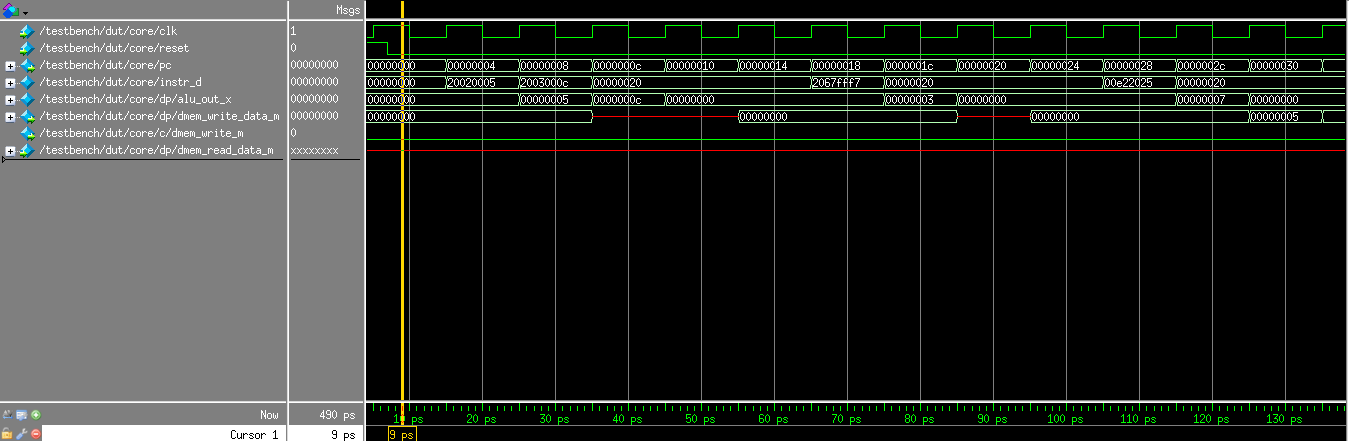 Msgs
/testbench/dut/core/clk 1
/testbench/dut/core/reset 0
/testbench/dut/core/pc 00000000 00000000 00000004 00000008 0000000c 00000010 00000014 00000018 0000001c 00000020 00000024 00000028 0000002c 00000030
/testbench/dut/core/instr_d 00000000 00000000 20020005 2003000c 00000020 2067fff7 00000020 00e22025 00000020
/testbench/dut/core/dp/alu_out_x 00000000 00000000 00000005 0000000c 00000000 00000003 00000000 00000007 00000000
/testbench/dut/core/dp/dmem_write_data_m 00000000 00000000 00000000 00000000 00000005
/testbench/dut/core/c/dmem_write_m 0
/testbench/dut/core/dp/dmem_read_data_m xxxxxxxx
Now 490 ps 10 ps 20 ps 30 ps 40 ps 50 ps 60 ps 70 ps 80 ps 90 ps 100 ps 110 ps 120 ps 130 ps
Cursor 1 9 ps 9 ps